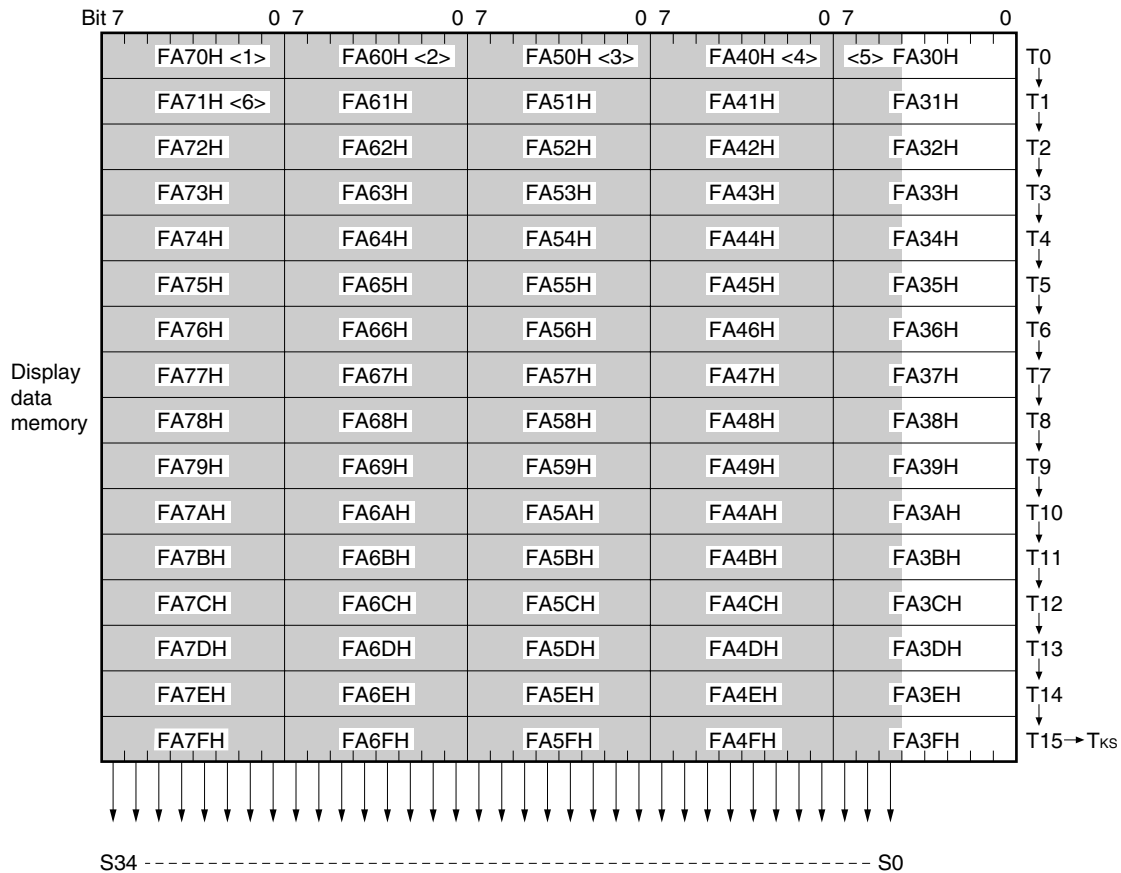 Bit 7 0 7 0 7 0 7 0 7 0
FA70H <1> FA60H <2> FA50H <3> FA40H <4> <5> FA30H T0
FA71H <6> FA61H FA51H FA41H FA31H T1
FA72H FA62H FA52H FA42H FA32H T2
FA73H FA63H FA53H FA43H FA33H T3
FA74H FA64H FA54H FA44H FA34H T4
FA75H FA65H FA55H FA45H FA35H T5
FA76H FA66H FA56H FA46H FA36H T6
Display
data
memory
FA77H FA67H FA57H FA47H FA37H T7
FA78H FA68H FA58H FA48H FA38H T8
FA79H FA69H FA59H FA49H FA39H T9
FA7AH FA6AH FA5AH FA4AH FA3AH T10
FA7BH FA6BH FA5BH FA4BH FA3BH T11
FA7CH FA6CH FA5CH FA4CH FA3CH T12
FA7DH FA6DH FA5DH FA4DH FA3DH T13
FA7EH FA6EH FA5EH FA4EH FA3EH T14
FA7FH FA6FH FA5FH FA4FH FA3FH T15 → TKS
S34 S0